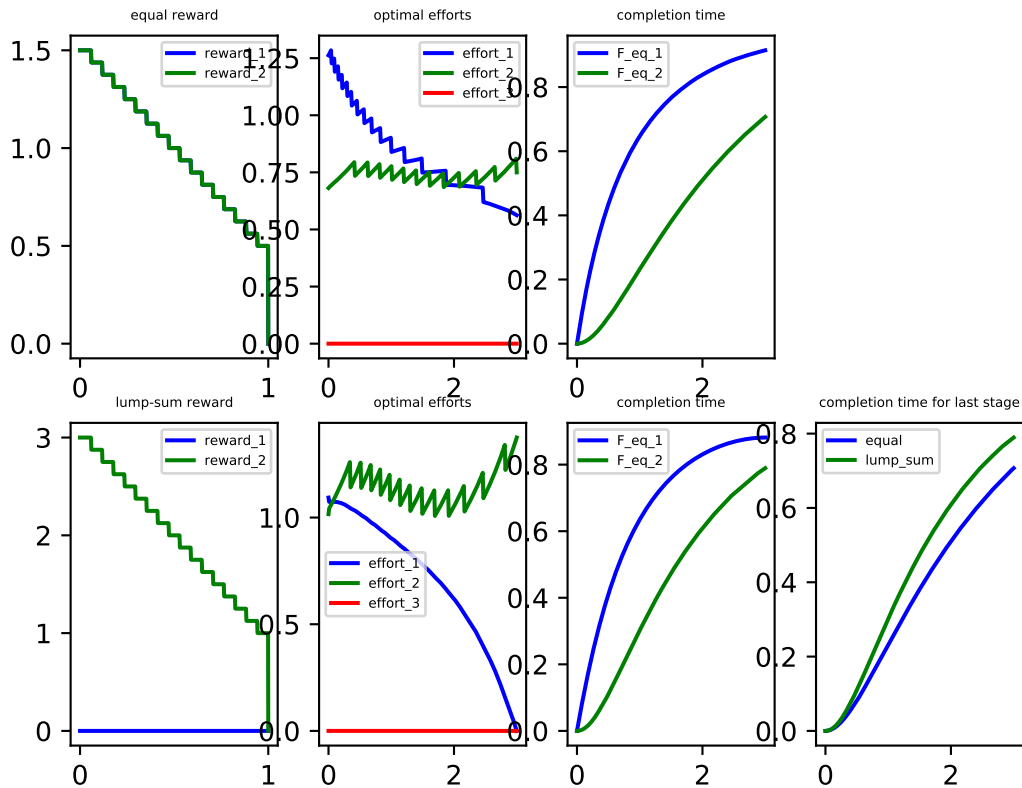 equal reward
optimal efforts
completion time
1.5
1.0
0.5
0.0
0
1
reward_1
reward_2
1.25
1.00
0.75
0.50
0.25
0.00
0
2
effort_1
effort_2
effort_3
0.8
0.6
0.4
0.2
0.0
0
2
F_eq_1
F_eq_2
lump-sum reward
optimal efforts
completion time
completion time for last stage
3
2
1
0
0
1
reward_1
reward_2
1.0
0.5
0.0
0
2
effort_1
effort_2
effort_3
0.8
0.6
0.4
0.2
0.0
0
2
F_eq_1
F_eq_2
0.8
0.6
0.4
0.2
0.0
0
2
equal
lump_sum